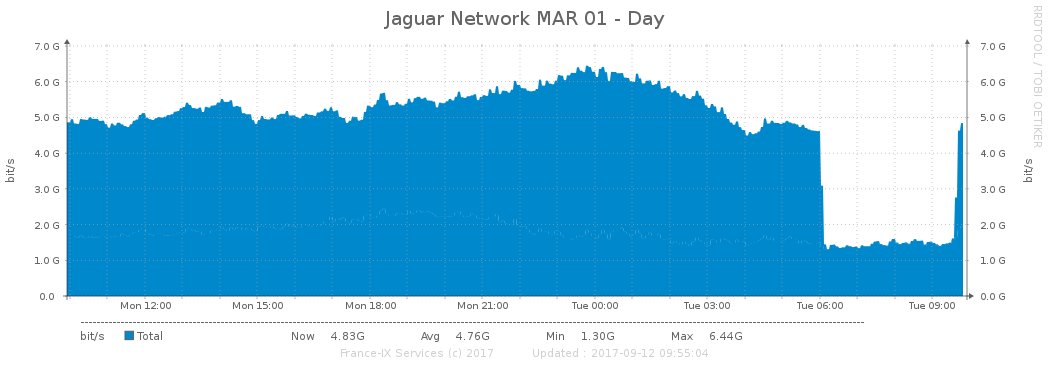 Jaguar Network MAR 01 - Day
RRDTOOL / TOBI OETIKER
7.0 G 7.0 G
6.0 G 6.0 G
5.0 G 5.0 G
4.0 G 4.0 G
3.0 G 3.0 G
2.0 G 2.0 G
1.0 G 1.0 G
0.0 0.0 G
bit/s
bit/s
Mon 12:00 Mon 15:00 Mon 18:00 Mon 21:00 Tue 00:00 Tue 03:00 Tue 06:00 Tue 09:00
bit/s Total Now 4.83G Avg 4.76G Min 1.30G Max 6.44G
France-IX Services (c) 2017 Updated : 2017-09-12 09:55:04